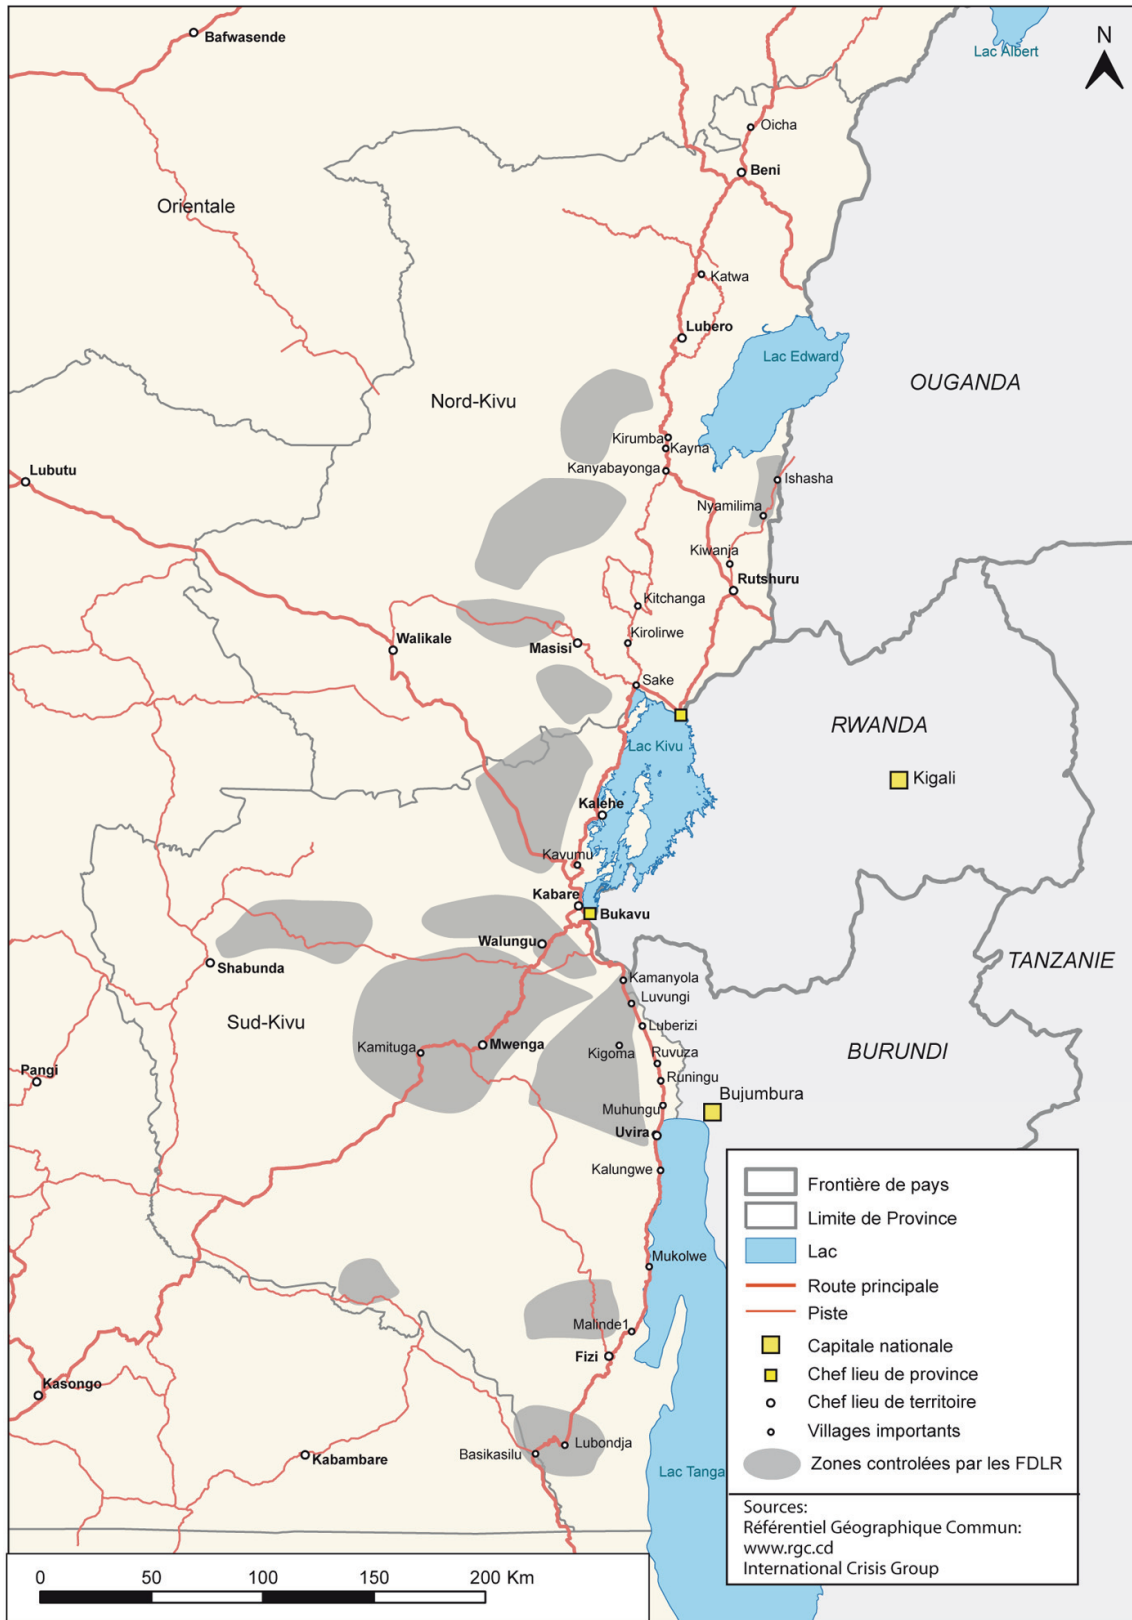 Bafwasende
Lac Albert
N
Oicha
Beni
Orientale
Katwa
Lubero
Lac Edward
OUGANDA
Nord-Kivu
Kirumba
Kayna
Kanyabayonga
Lubutu
Ishasha
Nyamilima
Kiwanja
Rutshuru
Kitchanga
Walikale
Masisi
Kirolirwe
Sake
RWANDA
Lac Kivu
Kigali
Kalehe
Kavumu
Kabare
Bukavu
Walungu
Shabunda
TANZANIE
Kamanyola
Luvungi
Sud-Kivu
Luberizi
Kamituga
Mwenga
Kigoma
Ruvuza
BURUNDI
Pangi
Runingu
Bujumbura
Muhungu
Uvira
Kalungwe
Mukolwe
Malinde1
Fizi
Kasongo
Lubondja
Basikasilu
Kabambare
Lac Tanga
Frontière de pays
Limite de Province
Lac
Route principale
Piste
Capitale nationale
Chef lieu de province
Chef lieu de territoire
Villages importants
Zones controlées par les FDLR
Sources:
Référentiel Géographique Commun:
www.rgc.cd
International Crisis Group
0 50 100 150 200 Km